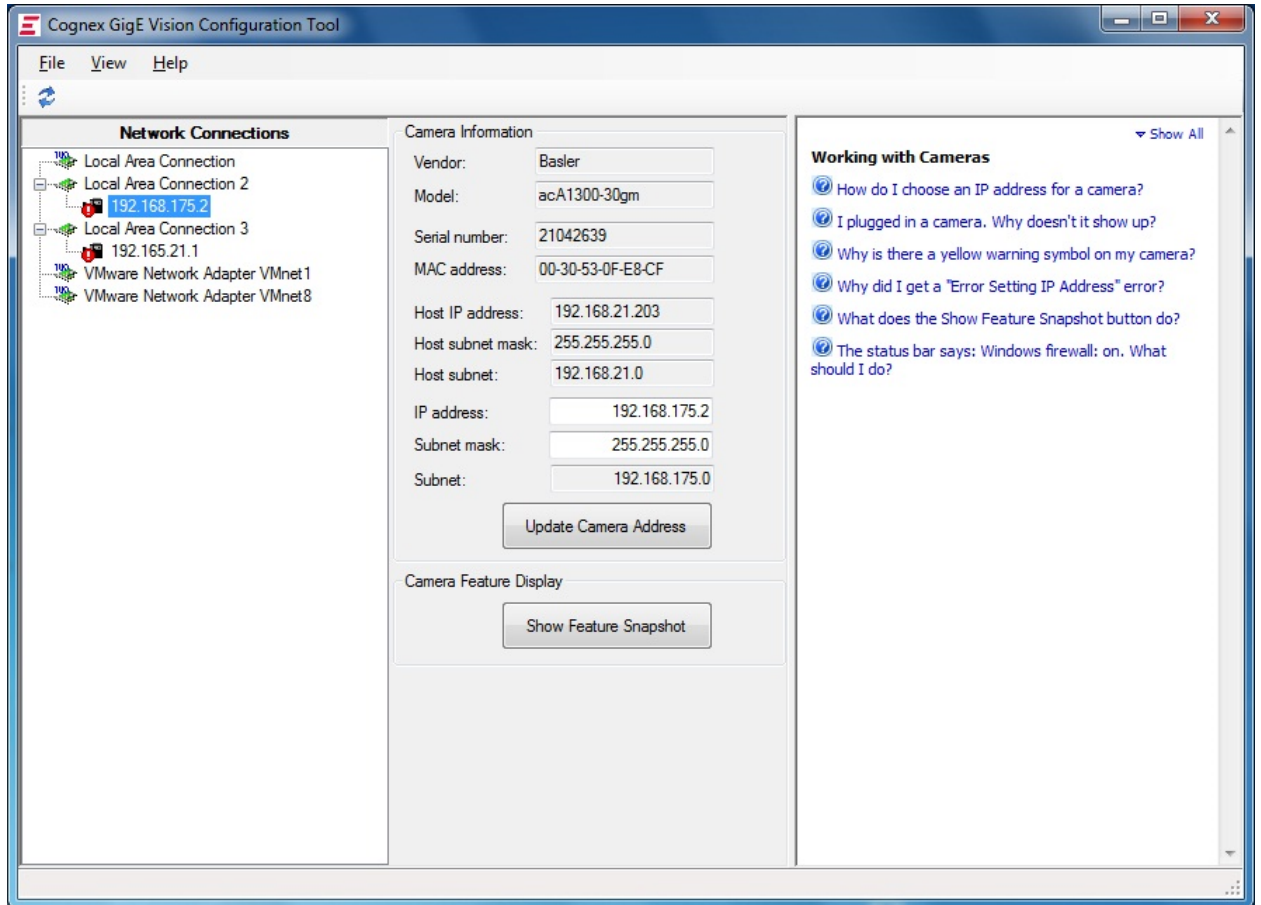 Cognex GigE Vision Configuration Tool
File View Help
Network Connections
Local Area Connection
Local Area Connection 2
192.168.175.2
Local Area Connection 3
192.165.21.1
VMware Network Adapter VMnet1
VMware Network Adapter VMnet8
Camera Information
Vendor: Basler
Model: acA1300-30gm
Serial number: 21042639
MAC address: 00-30-53-0F-E8-CF
Host IP address: 192.168.21.203
Host subnet mask: 255.255.255.0
Host subnet: 192.168.21.0
IP address: 192.168.175.2
Subnet mask: 255.255.255.0
Subnet: 192.168.175.0
Update Camera Address
Camera Feature Display
Show Feature Snapshot
Show All
Working with Cameras
How do I choose an IP address for a camera?
I plugged in a camera. Why doesn't it show up?
Why is there a yellow warning symbol on my camera?
Why did I get a "Error Setting IP Address" error?
What does the Show Feature Snapshot button do?
The status bar says: Windows firewall: on. What
should I do?